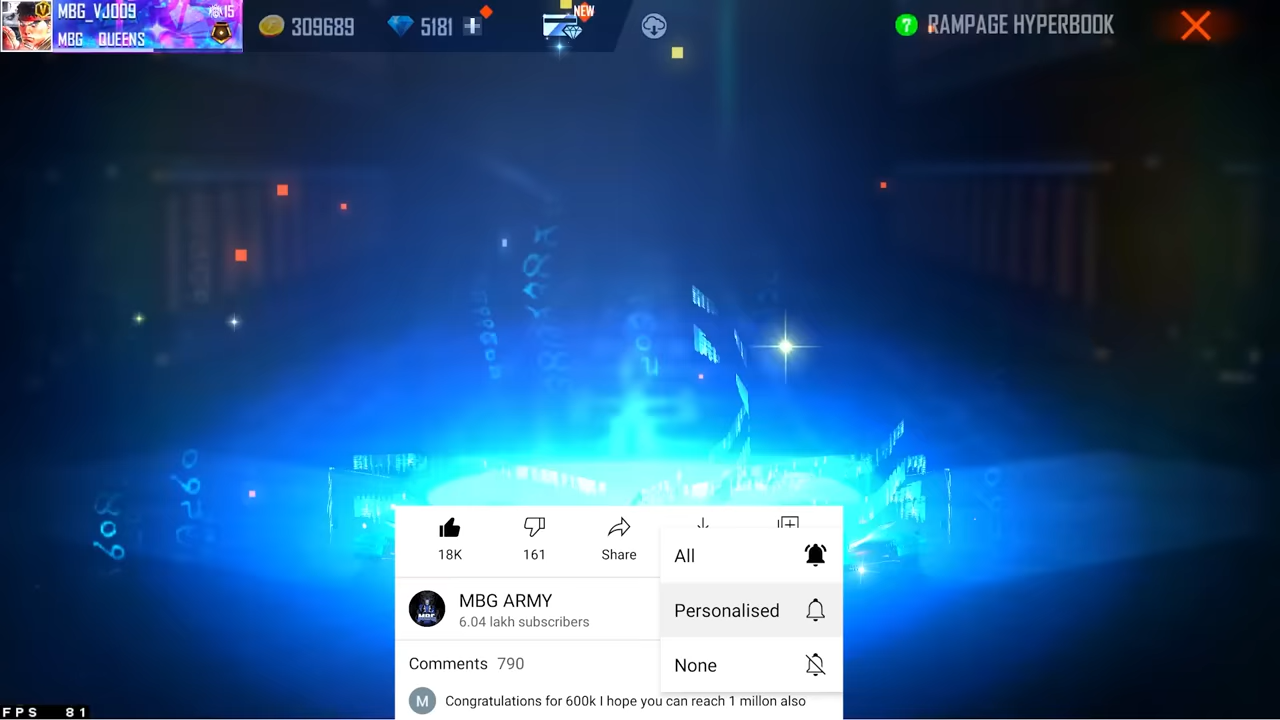 MBG_VJ009
15
MBG QUEENS
309689
5181
NEW
RAMPAGE HYPERBOOK
18K
161
Share
All
MBG ARMY
6.04 lakh subscribers
Personalised
Comments 790
None
M
Congratulations for 600k I hope you can reach 1 millon also
FPS 81